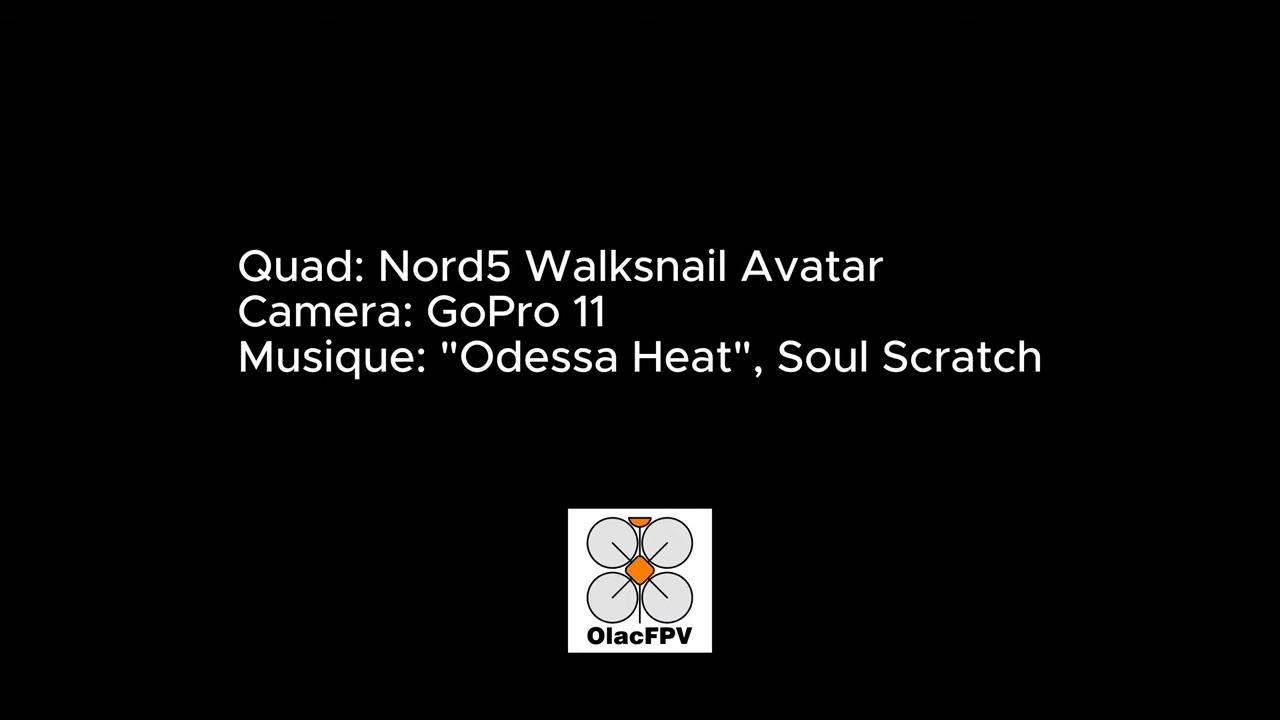 Quad: Nord5 Walksnail Avatar
Camera: GoPro 11
Musique: "Odessa Heat", Soul Scratch
OlacFPV